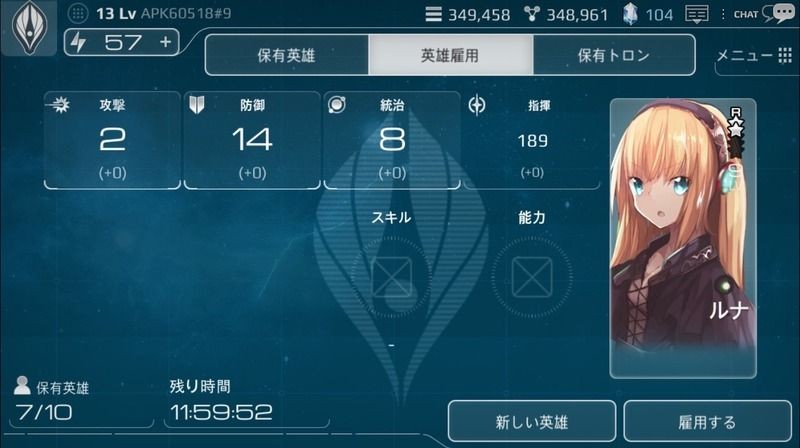 13 Lv APK60518#9
349,458
348,961
104
CHAT
57 +
保有英雄
英雄雇用
保有トロン
メニュー
攻撃
防御
統治
指揮
2
14
8
189
(+0)
(+0)
(+0)
(+0)
スキル
能力
-
R
9
ルナ
保有英雄
7/10
残り時間
11:59:52
新しい英雄
雇用する